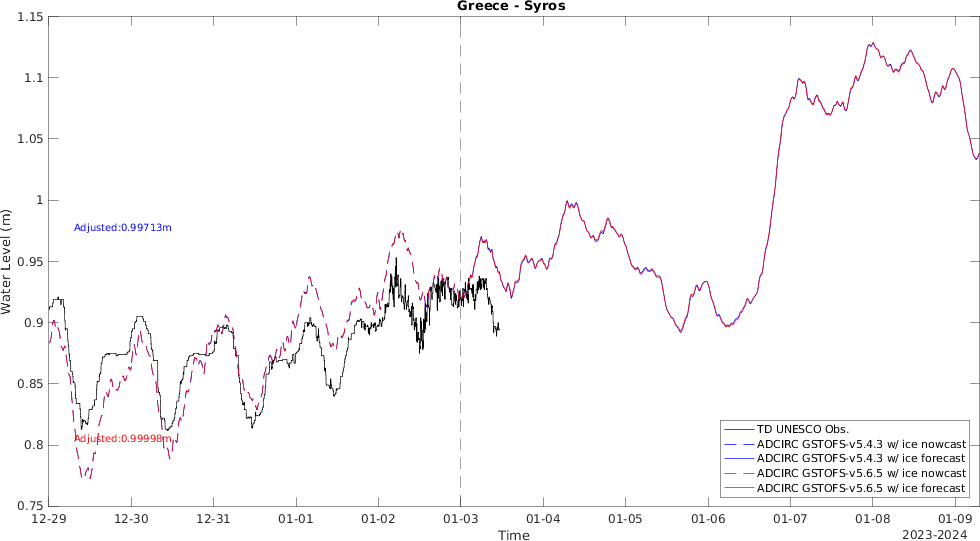 Greece - Syros
1.15
1.1
1.05
1
0.95
0.9
0.85
0.8
0.75
Water Level (m)
Adjusted:0.99713m
Adjusted:0.99998m
TD UNESCO Obs.
ADCIRC GSTOFS-v5.4.3 w/ ice nowcast
ADCIRC GSTOFS-v5.4.3 w/ ice forecast
ADCIRC GSTOFS-v5.6.5 w/ ice nowcast
ADCIRC GSTOFS-v5.6.5 w/ ice forecast
12-29 12-30 12-31 01-01 01-02 01-03 01-04 01-05 01-06 01-07 01-08 01-09
Time
2023-2024